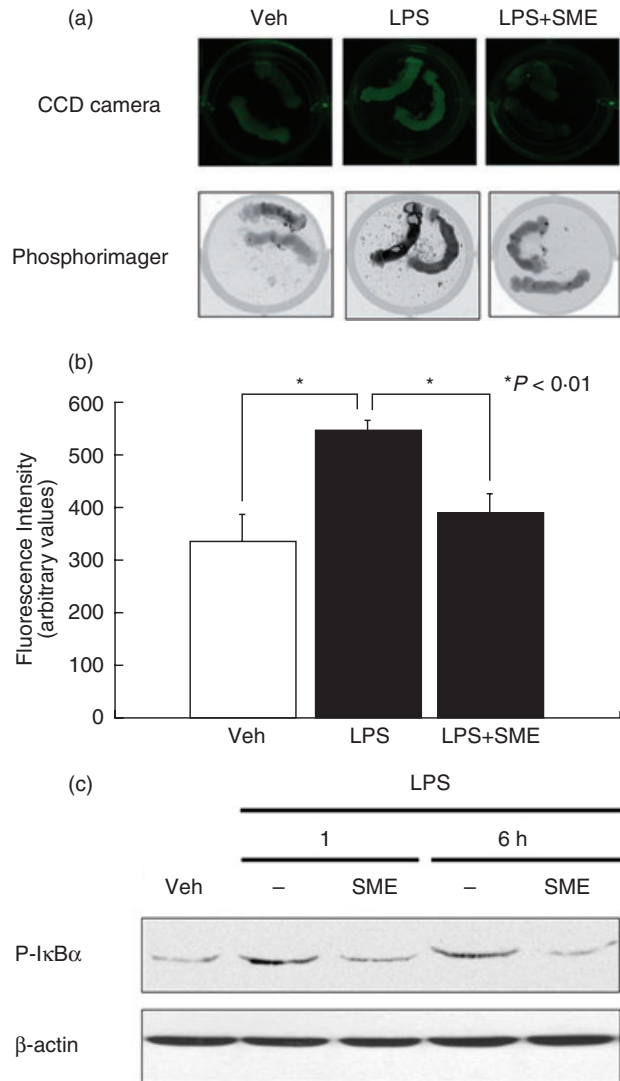 (a) Veh LPS LPS+SME
CCD camera
Phosphorimager
(b)
* * *P < 0·01
Fluorescence Intensity
(arbitrary values)
600
500
400
300
200
100
0
Veh LPS LPS+SME
(c) LPS
1 6 h
Veh – SME – SME
P-IκBα
β-actin